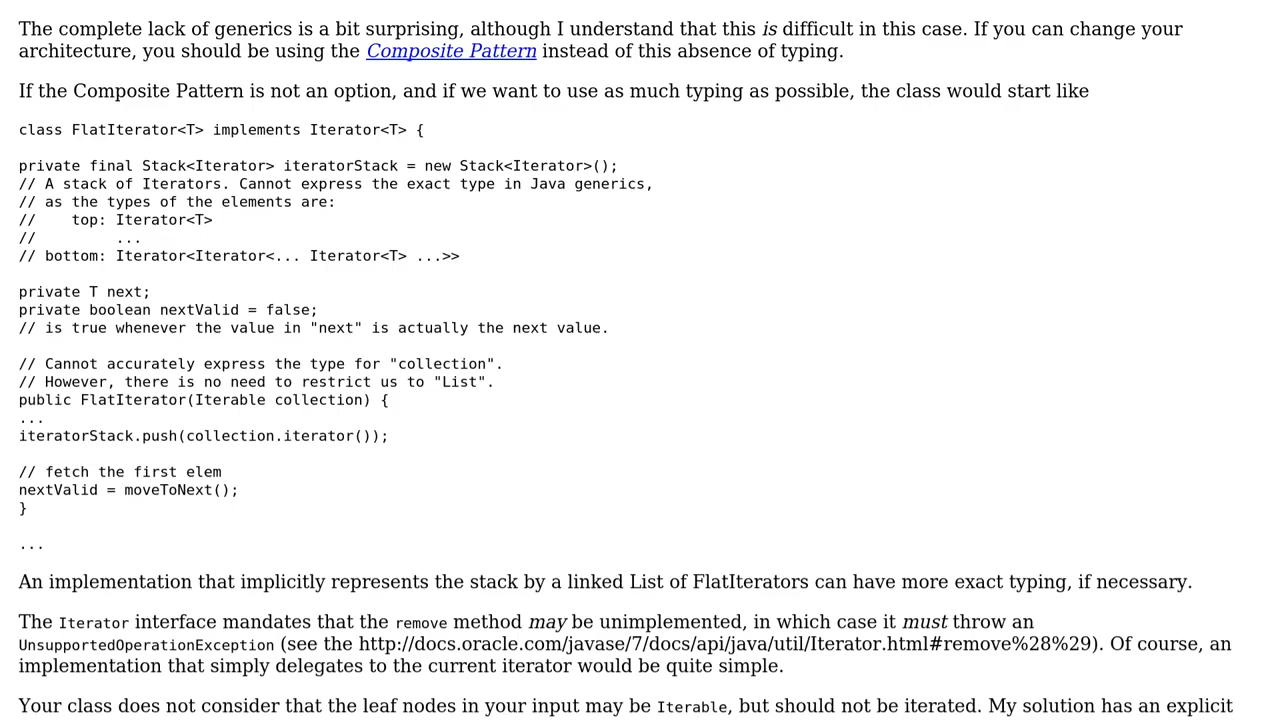 The complete lack of generics is a bit surprising, although I understand that this is difficult in this case. If you can change your
architecture, you should be using the Composite Pattern instead of this absence of typing.
If the Composite Pattern is not an option, and if we want to use as much typing as possible, the class would start like
class FlatIterator<T> implements Iterator<T> {
private final Stack<Iterator> iteratorStack = new Stack<Iterator>();
// A stack of Iterators. Cannot express the exact type in Java generics,
// as the types of the elements are:
//    top: Iterator<T>
//         ...
// bottom: Iterator<Iterator<... Iterator<T> ...>>
private T next;
private boolean nextValid = false;
// is true whenever the value in "next" is actually the next value.
// Cannot accurately express the type for "collection".
// However, there is no need to restrict us to "List".
public FlatIterator(Iterable collection) {
...
iteratorStack.push(collection.iterator());
// fetch the first elem
nextValid = moveToNext();
}
...
An implementation that implicitly represents the stack by a linked List of FlatIterators can have more exact typing, if necessary.
The Iterator interface mandates that the remove method may be unimplemented, in which case it must throw an
UnsupportedOperationException (see the http://docs.oracle.com/javase/7/docs/api/java/util/Iterator.html#remove%28%29). Of course, an
implementation that simply delegates to the current iterator would be quite simple.
Your class does not consider that the leaf nodes in your input may be Iterable, but should not be iterated. My solution has an explicit